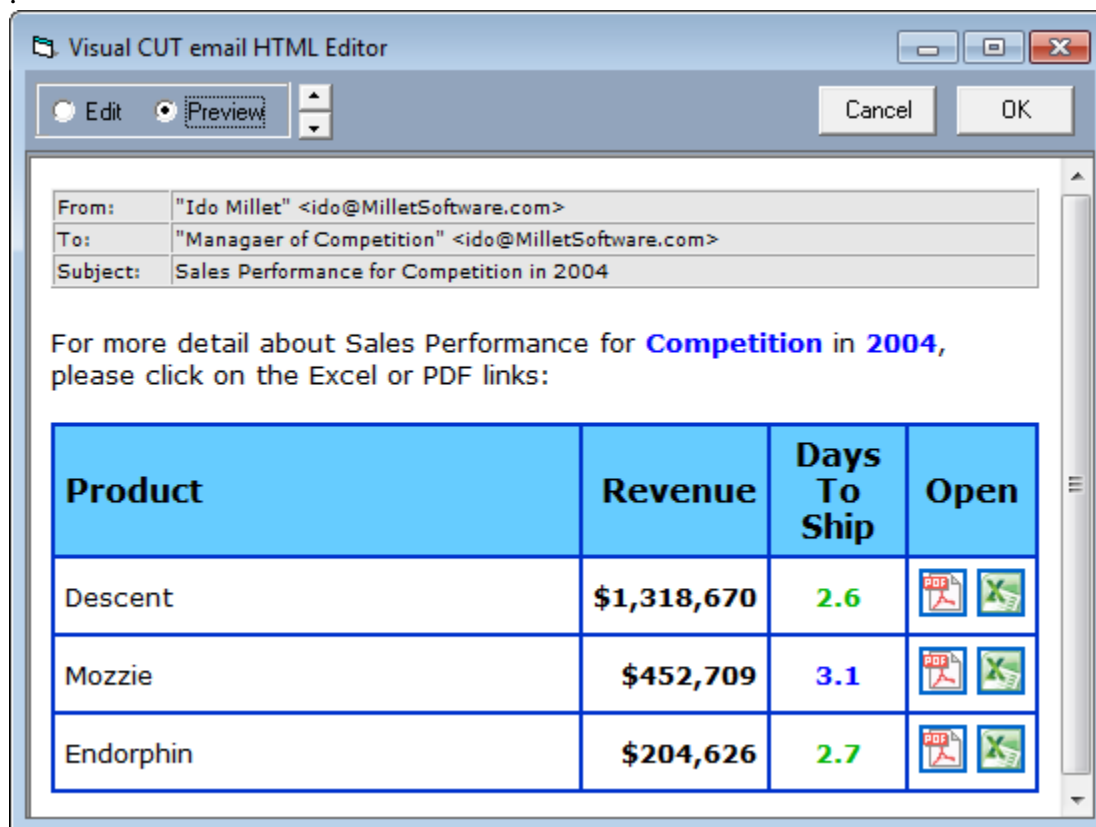 Visual CUT email HTML Editor
Edit Preview Cancel OK
From: "Ido Millet" <ido@MilletSoftware.com>
To: "Managaer of Competition" <ido@MilletSoftware.com>
Subject: Sales Performance for Competition in 2004
For more detail about Sales Performance for Competition in 2004,
please click on the Excel or PDF links:
Product Revenue Days To Ship Open
Descent $1,318,670 2.6 PDF X
Mozzie $452,709 3.1 PDF X
Endorphin $204,626 2.7 PDF X